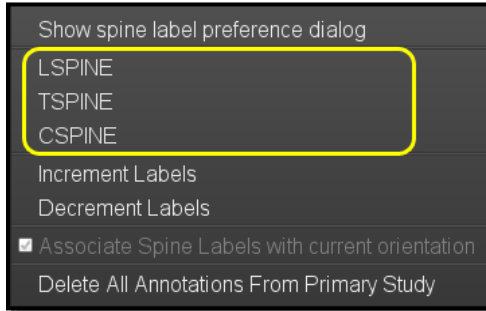 Show spine label preference dialog
LSPINE
TSPINE
CSPINE
Increment Labels
Decrement Labels
Associate Spine Labels with current orientation
Delete All Annotations From Primary Study